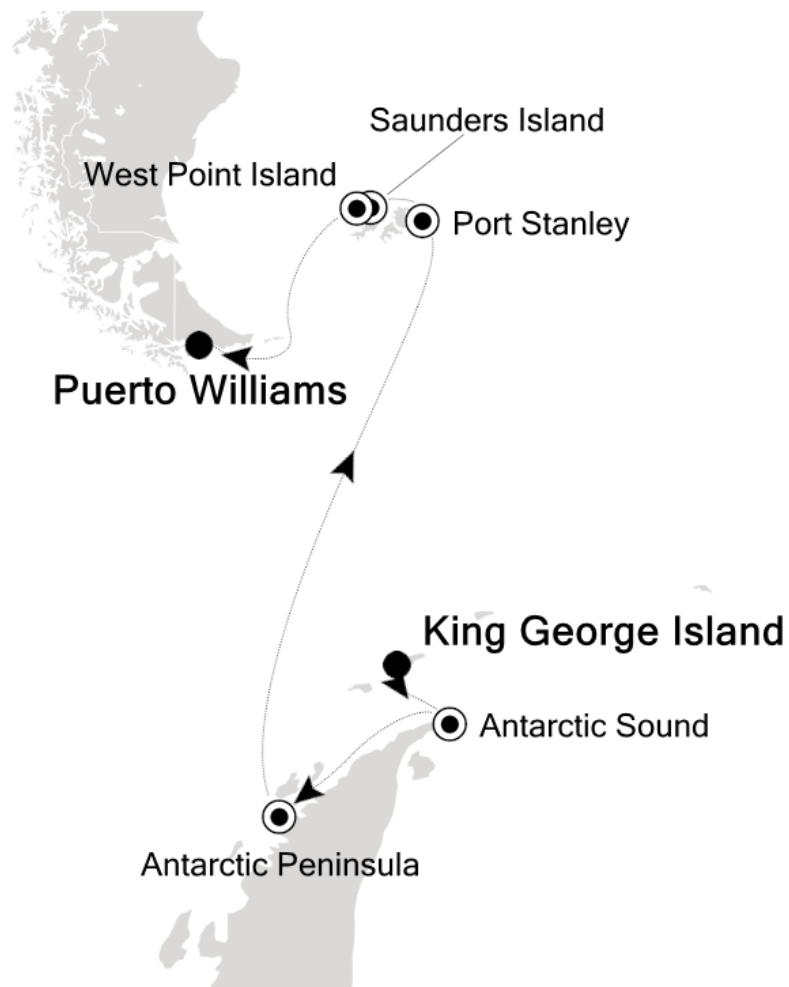 Saunders Island
West Point Island
Port Stanley
Puerto Williams
King George Island
Antarctic Sound
Antarctic Peninsula